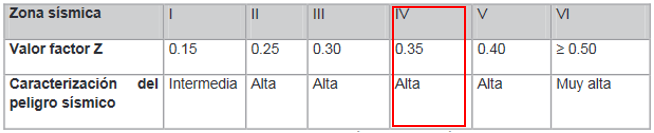 Zona sísmica I II III IV V VI
Valor factor Z 0.15 0.25 0.30 0.35 0.40 ≥ 0.50
Caracterización del peligro sísmico Intermedia Alta Alta Alta Alta Muy alta